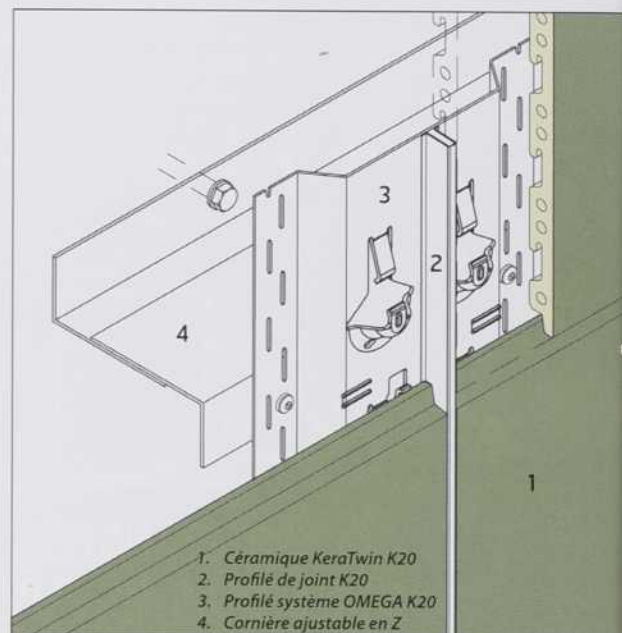 3
2
4
1
1. Céramique KeraTwin K20
2. Profilé de joint K20
3. Profilé système OMEGA K20
4. Cornière ajustable en Z